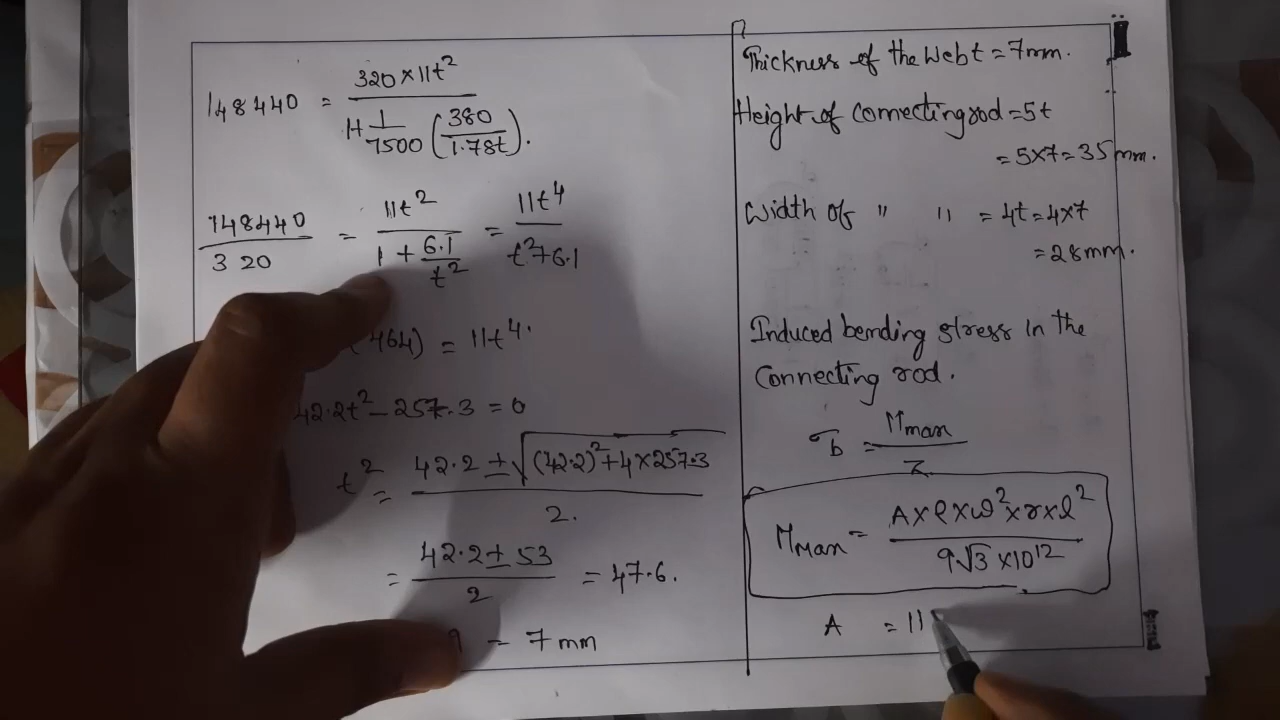 148440 = 320 × 11t² / 1+ 1/7500 (380/1.78t).
148440/320 = 11t² / 1 + 6.1/t² = 11t⁴ / t²+6.1
464) = 11t⁴.
42.2t² - 257.3 = 0
t² = 42.2 ± √(42.2)²+4×257.3 / 2.
= 42.2 ± 53 / 2 = 47.6.
9 = 7mm
Thickness of the Web t = 7mm.
Height of Connecting rod = 5t
= 5×7 = 35mm.
Width of " " = 4t = 4×7
= 28mm.
Induced bending stress in the
Connecting rod.
σb = Mmax / Z
Mmax = A×ρ×ω²×r×l² / 9√3 ×10¹²
A = 11